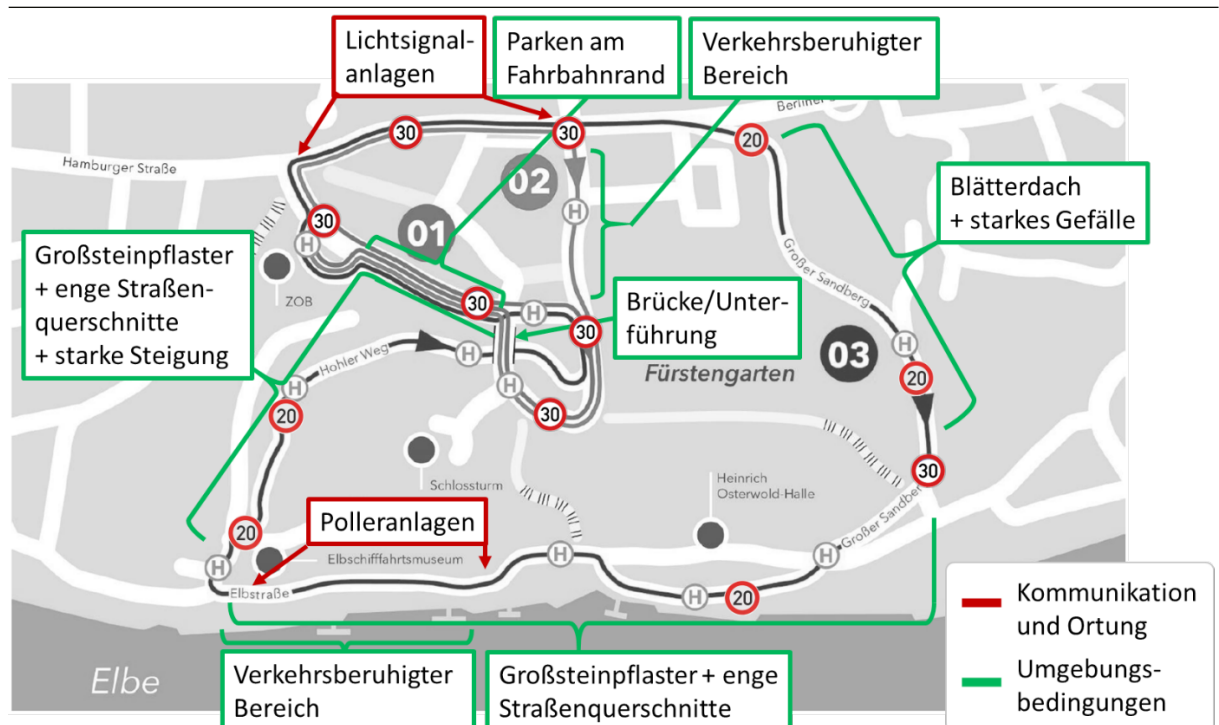 Lichtsignal-
anlagen
Parken am
Fahrbahnrand
Verkehrsberuhigter
Bereich
Berliner
30
30
20
Hamburger Straße
02
H
Blätterdach
+ starkes Gefälle
30
01
H
Großsteinpflaster
+ enge Straßen-
querschnitte
+ starke Steigung
ZOB
Großer Sandberg
30
H
30
Brücke/Unter-
führung
H
03
Hohler Weg
H
Fürstengarten
20
H
H
20
30
30
Schlossturm
Heinrich
Osterwold-Halle
Großer Sandber
Polleranlagen
20
Elbschifffahrtsmuseum
H
H
H
Elbstraße
H
20
Kommunikation
und Ortung
Umgebungs-
bedingungen
Elbe
Verkehrsberuhigter
Bereich
Großsteinpflaster + enge
Straßenquerschnitte